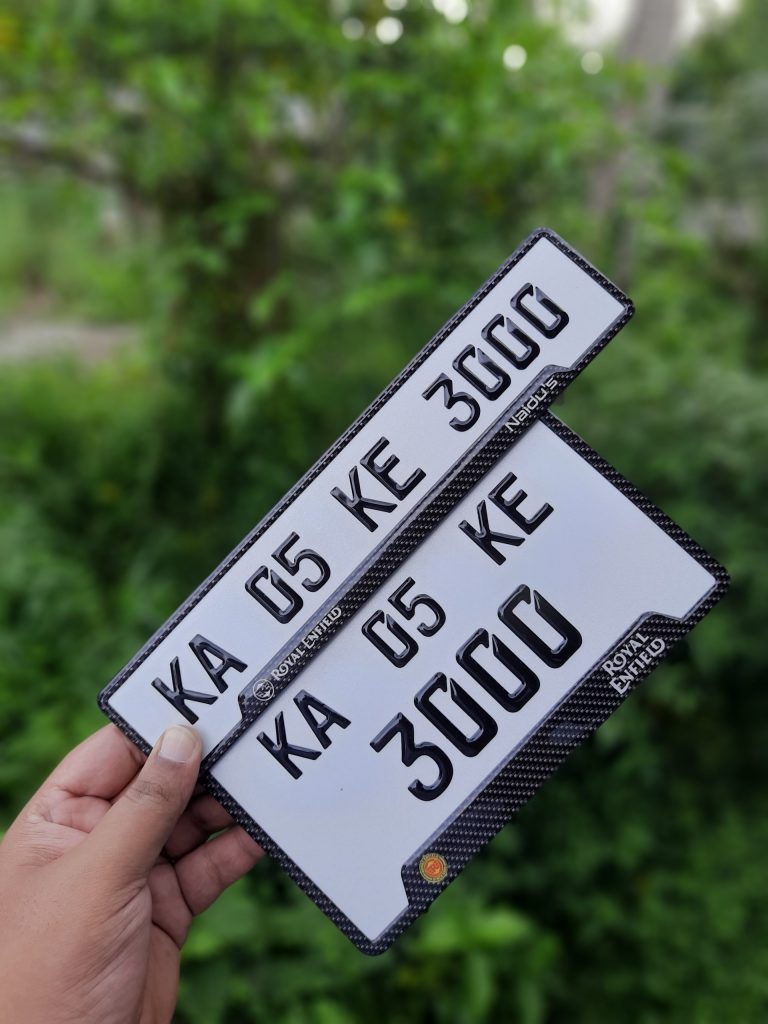 KA 05 KE 3000
ROYAL ENFIELD Naidu's
KA 05 KE
3000
ROYAL
ENFIELD